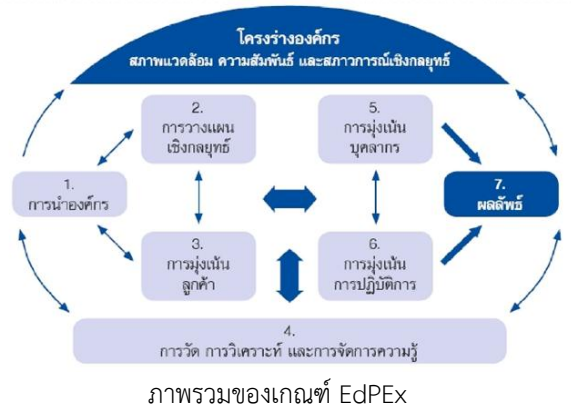 โครงร่างองค์กร
สภาพแวดล้อม ความสัมพันธ์ และสภาวการณ์เชิงกลยุทธ์
1.
การนำองค์กร
2.
การวางแผน
เชิงกลยุทธ์
3.
การมุ่งเน้น
ลูกค้า
5.
การมุ่งเน้น
บุคลากร
6.
การมุ่งเน้น
การปฏิบัติการ
7.
ผลลัพธ์
4.
การวัด การวิเคราะห์ และการจัดการความรู้
ภาพรวมของเกณฑ์ EdPEx